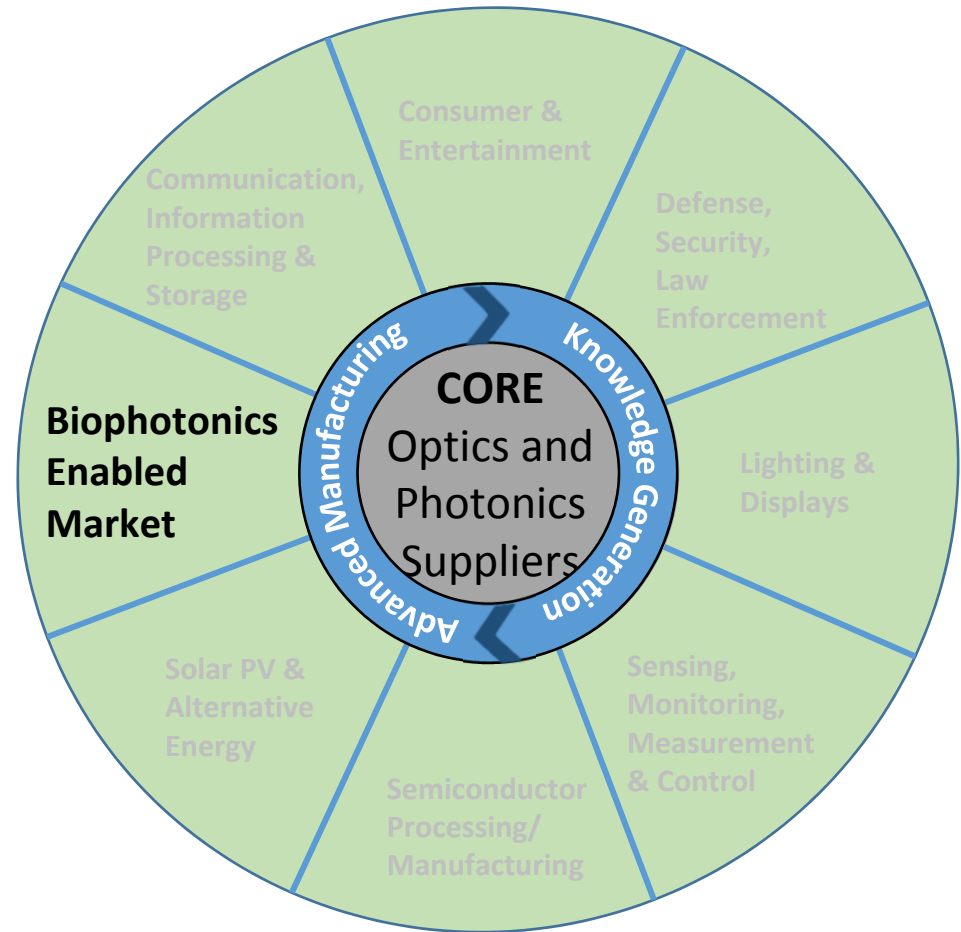 Consumer &
Entertainment
Communication,
Information
Processing &
Storage
Defense,
Security,
Law
Enforcement
Advanced Manufacturing
Knowledge Generation
CORE
Optics and
Photonics
Suppliers
Biophotonics
Enabled
Market
Lighting &
Displays
Solar PV &
Alternative
Energy
Sensing,
Monitoring,
Measurement
& Control
Semiconductor
Processing/
Manufacturing